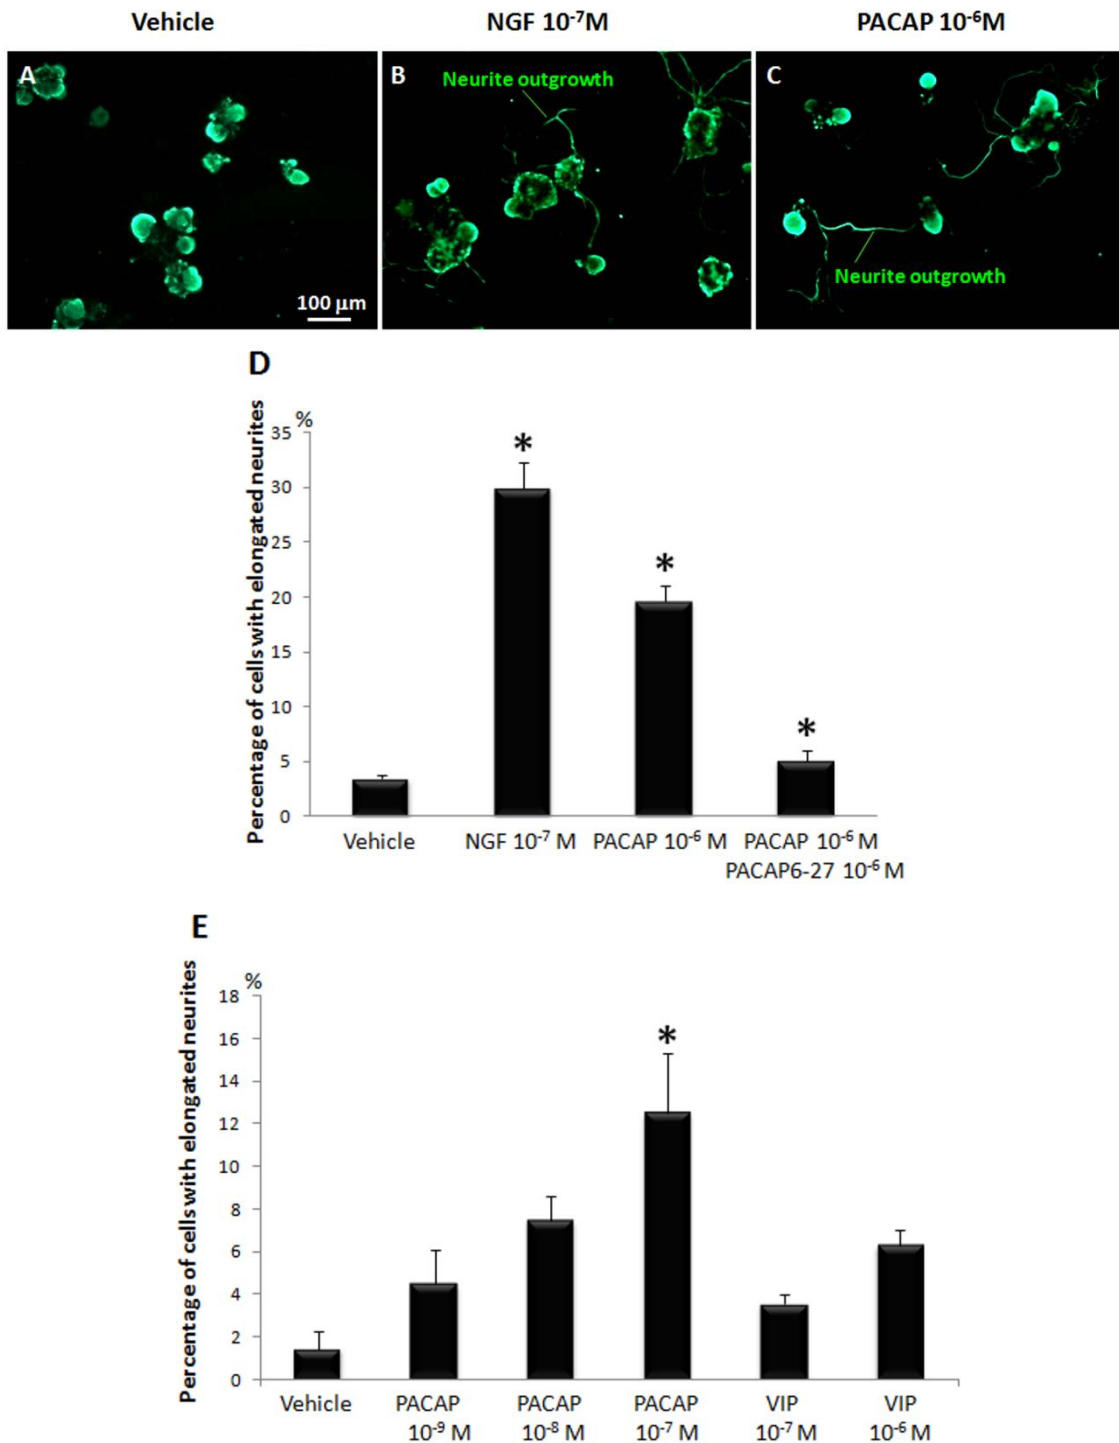 Vehicle
NGF 10⁻⁷M
PACAP 10⁻⁶M
A
B
C
Neurite outgrowth
Neurite outgrowth
100 µm
D
Percentage of cells with elongated neurites
%
35
30
25
20
15
10
5
0
*
*
*
Vehicle
NGF 10⁻⁷ M
PACAP 10⁻⁶ M
PACAP 10⁻⁶ M
PACAP6-27 10⁻⁶ M
E
Percentage of cells with elongated neurites
%
18
16
14
12
10
8
6
4
2
0
*
Vehicle
PACAP
10⁻⁹ M
PACAP
10⁻⁸ M
PACAP
10⁻⁷ M
VIP
10⁻⁷ M
VIP
10⁻⁶ M